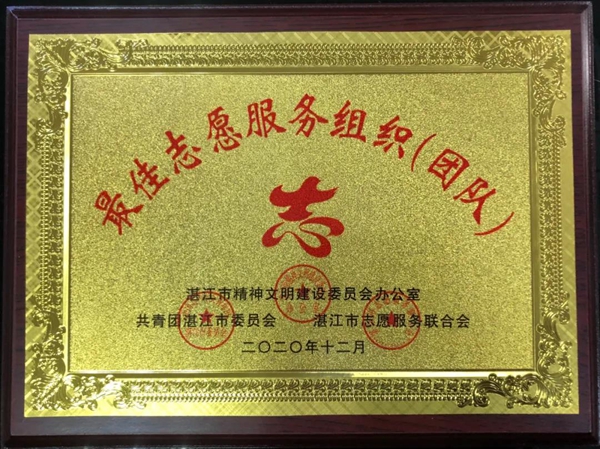 最佳志愿服务组织(团队)
志
湛江市精神文明建设委员会办公室
共青团湛江市委员会 湛江市志愿服务联合会
二〇二〇年十二月